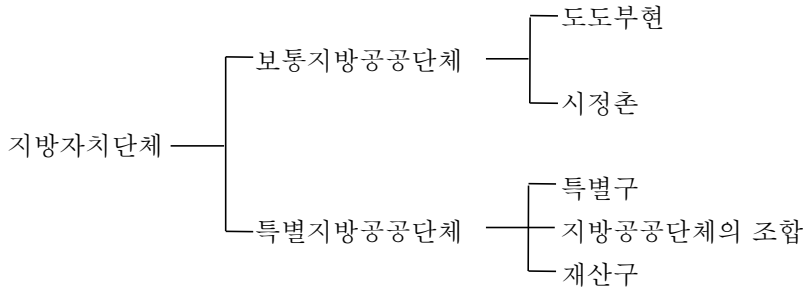 도도부현
보통지방공공단체
시정촌
지방자치단체
특별구
특별지방공공단체
지방공공단체의 조합
재산구